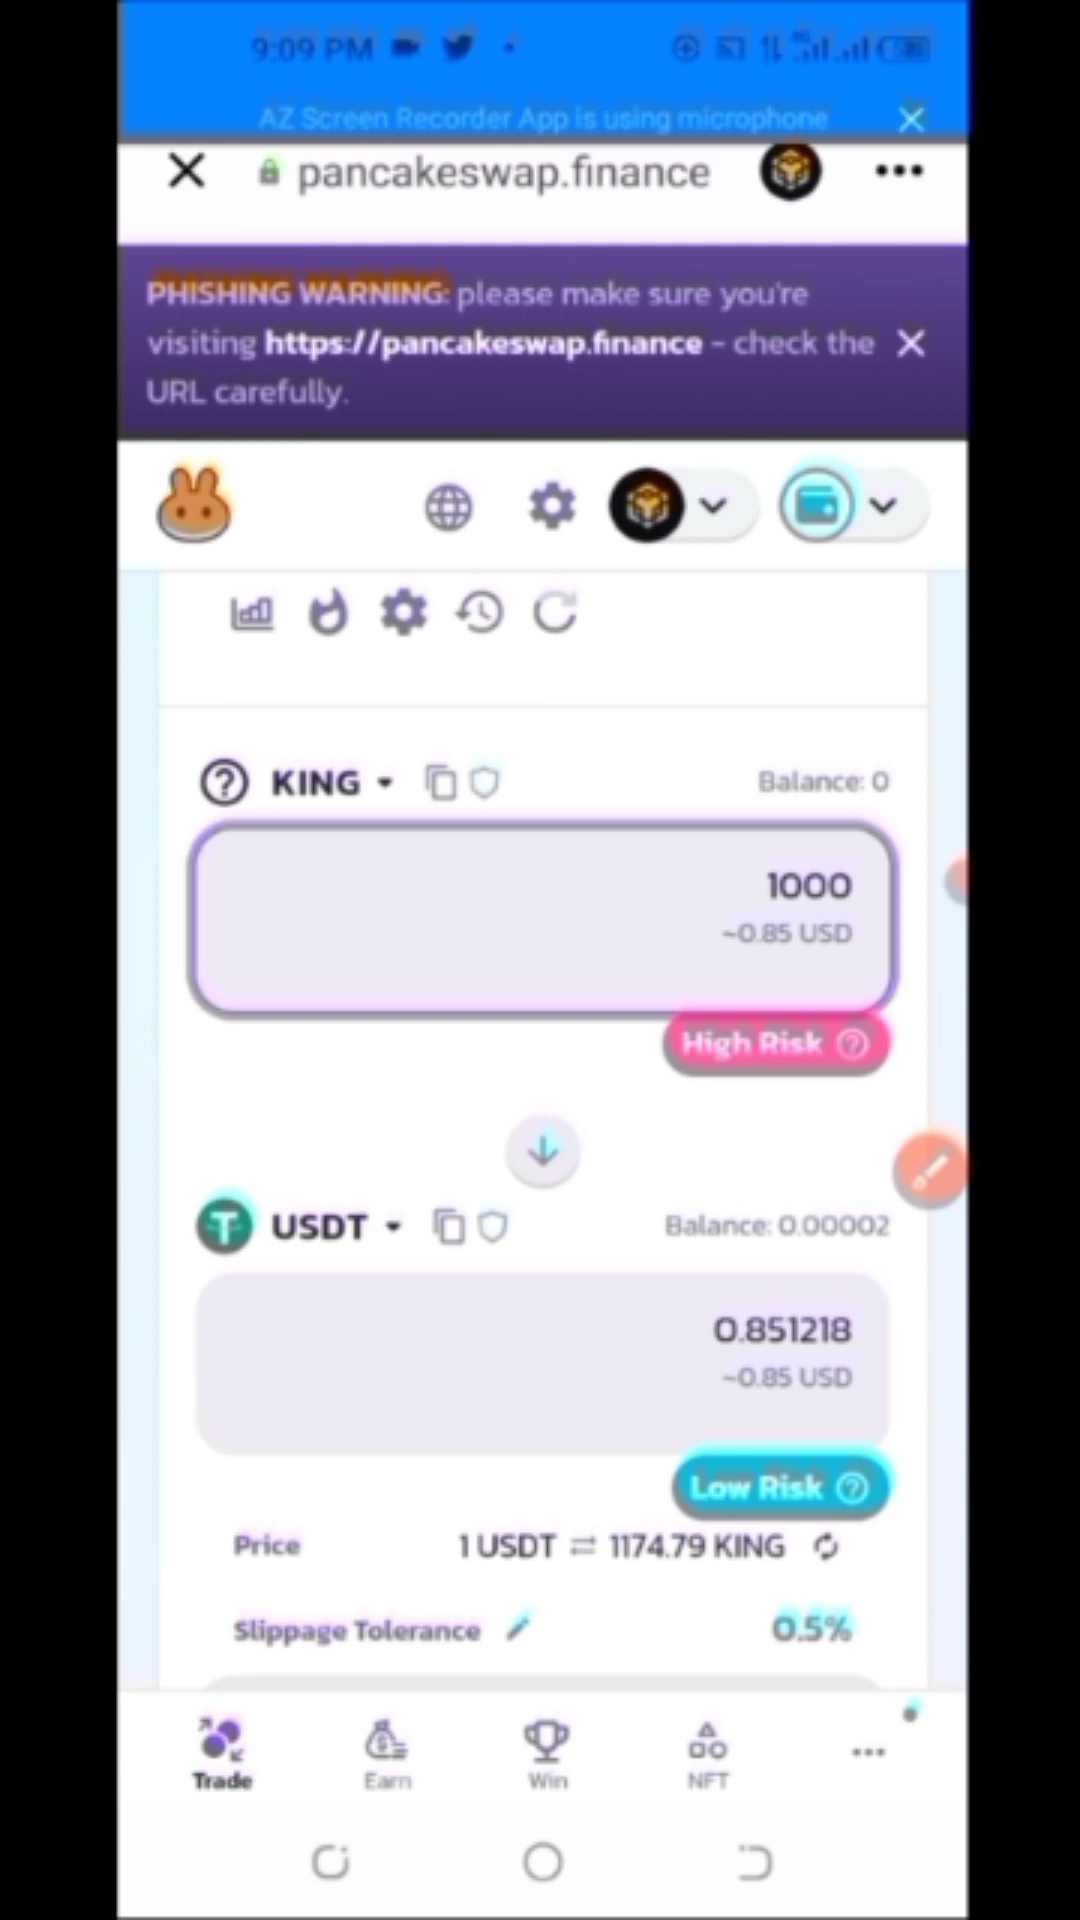 9:09 PM
AZ Screen Recorder App is using microphone
pancakeswap.finance
PHISHING WARNING: please make sure you're
visiting https://pancakeswap.finance - check the
URL carefully.
KING
Balance: 0
1000
~0.85 USD
High Risk
USDT
Balance: 0.00002
0.851218
~0.85 USD
Low Risk
Price 1 USDT ⇌ 1174.79 KING
Slippage Tolerance 0.5%
Trade Earn Win NFT